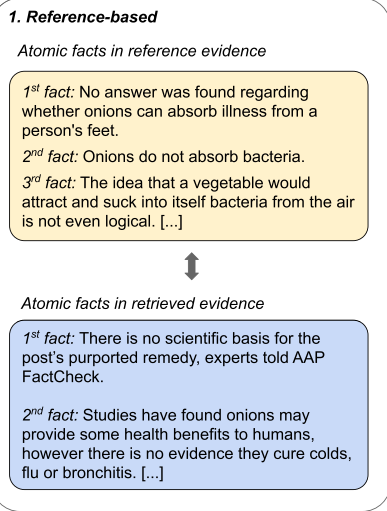 1. Reference-based
Atomic facts in reference evidence
1st fact: No answer was found regarding
whether onions can absorb illness from a
person's feet.
2nd fact: Onions do not absorb bacteria.
3rd fact: The idea that a vegetable would
attract and suck into itself bacteria from the air
is not even logical. [...]
Atomic facts in retrieved evidence
1st fact: There is no scientific basis for the
post's purported remedy, experts told AAP
FactCheck.
2nd fact: Studies have found onions may
provide some health benefits to humans,
however there is no evidence they cure colds,
flu or bronchitis. [...]